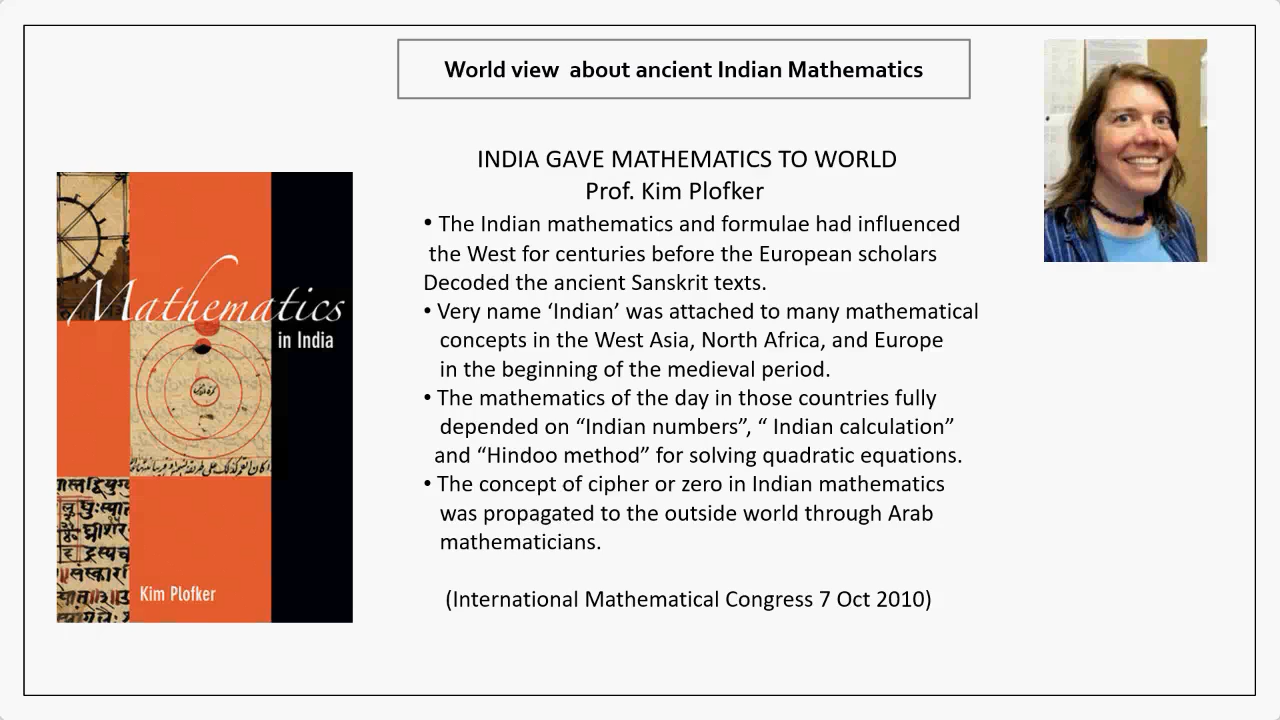 World view about ancient Indian Mathematics
INDIA GAVE MATHEMATICS TO WORLD
Prof. Kim Plofker
• The Indian mathematics and formulae had influenced
the West for centuries before the European scholars
Decoded the ancient Sanskrit texts.
• Very name ‘Indian’ was attached to many mathematical
concepts in the West Asia, North Africa, and Europe
in the beginning of the medieval period.
• The mathematics of the day in those countries fully
depended on “Indian numbers”, “ Indian calculation”
and “Hindoo method” for solving quadratic equations.
• The concept of cipher or zero in Indian mathematics
was propagated to the outside world through Arab
mathematicians.
(International Mathematical Congress 7 Oct 2010)
Mathematics
in India
Kim Plofker